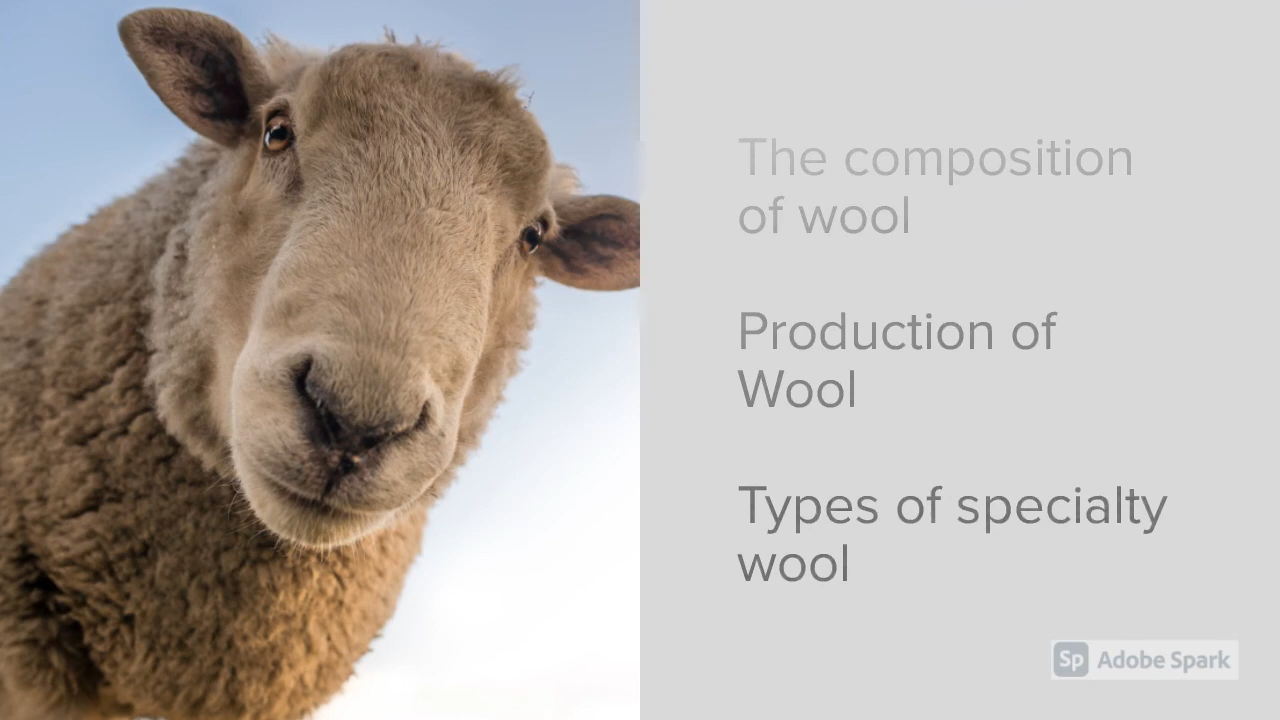 The composition
of wool
Production of
Wool
Types of specialty
wool
Sp Adobe Spark